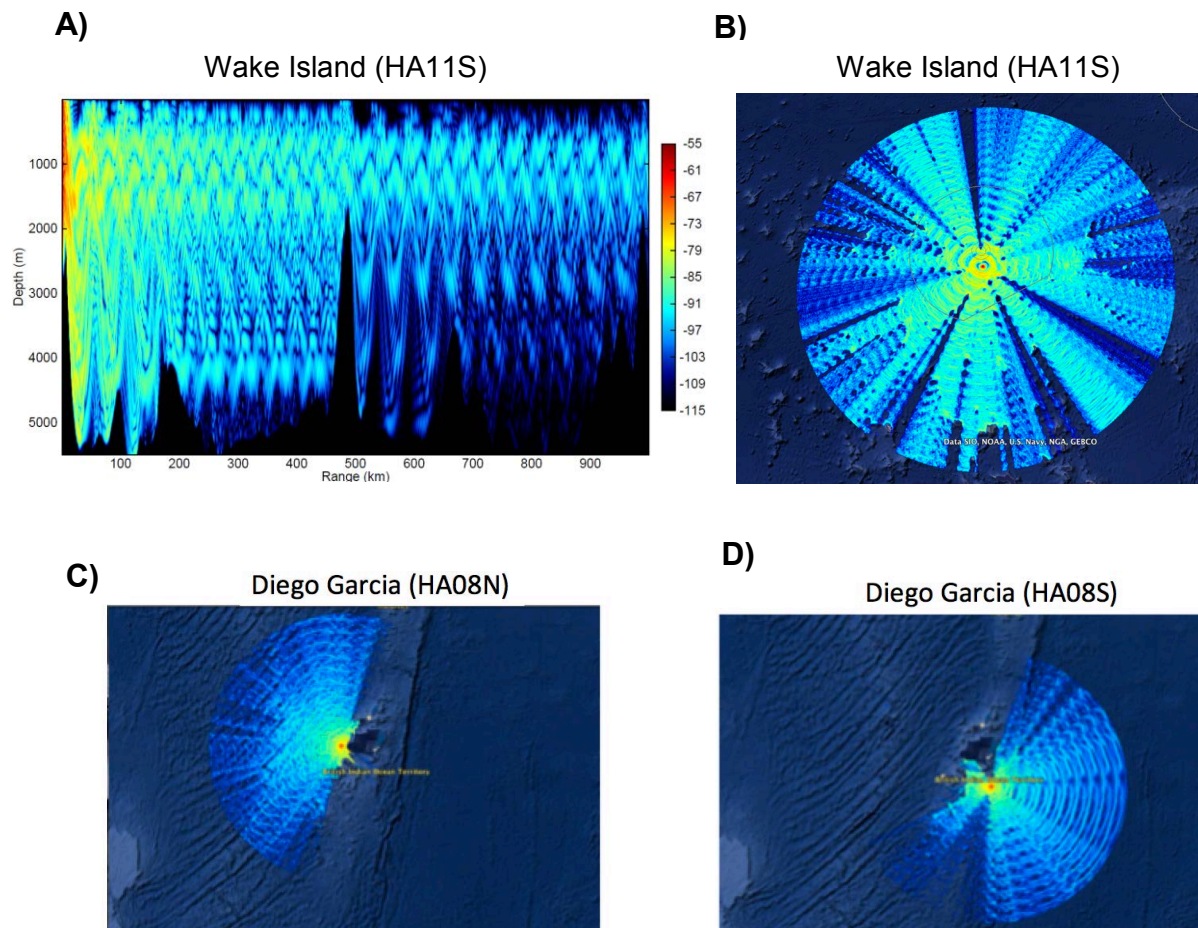 A)
Wake Island (HA11S)
Depth (m)
1000
2000
3000
4000
5000
100 200 300 400 500 600 700 800 900
Range (km)
-55
-61
-67
-73
-79
-85
-91
-97
-103
-109
-115
B)
Wake Island (HA11S)
Data SIO, NOAA, U.S. Navy, NGA, GEBCO
C)
Diego Garcia (HA08N)
British Indian Ocean Territory
D)
Diego Garcia (HA08S)
British Indian Ocean Territory